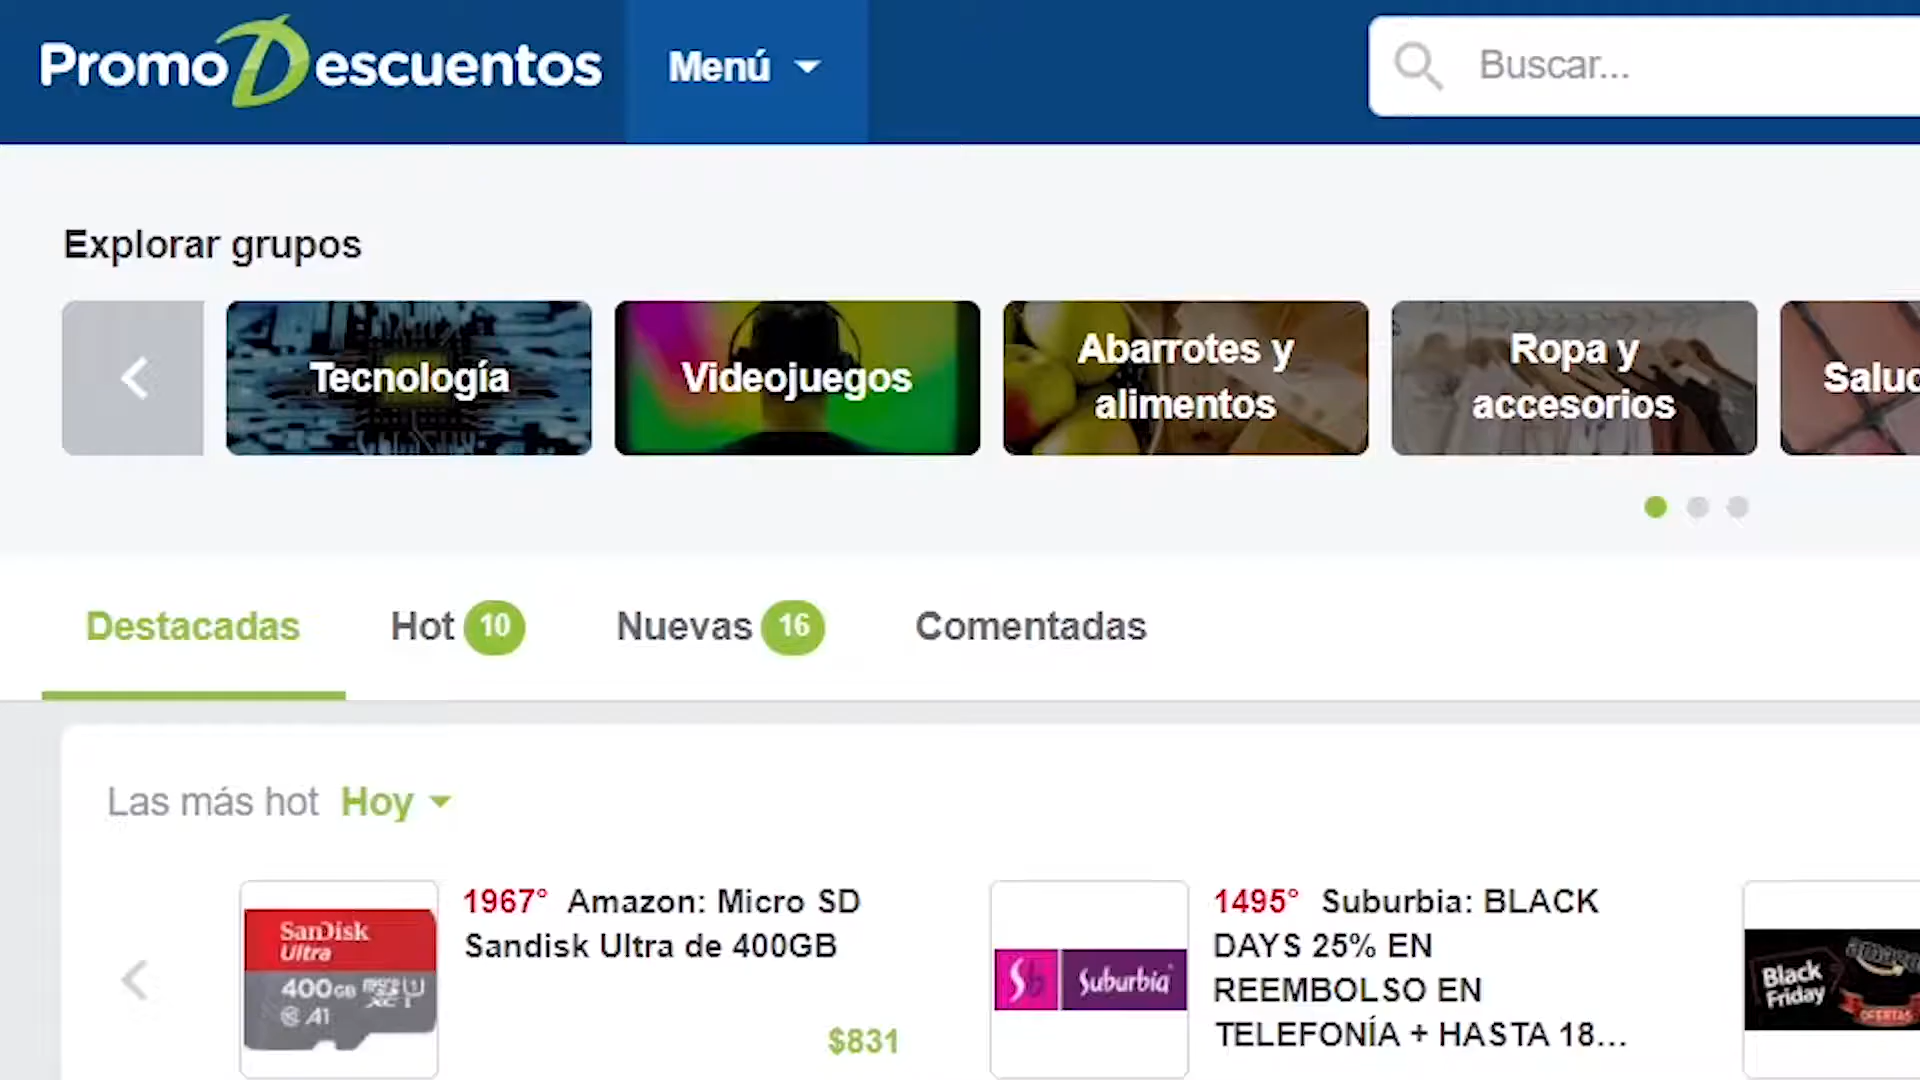 PromoDescuentos
Menú
Buscar...
Explorar grupos
Tecnología
Videojuegos
Abarrotes y
alimentos
Ropa y
accesorios
Destacadas
Hot 10
Nuevas 16
Comentadas
Las más hot Hoy
SanDisk
Ultra
400GB
A1
1967° Amazon: Micro SD
Sandisk Ultra de 400GB
$831
Sb Suburbia
1495° Suburbia: BLACK
DAYS 25% EN
REEMBOLSO EN
TELEFONÍA + HASTA 18...
Black
Friday
OFERTAS